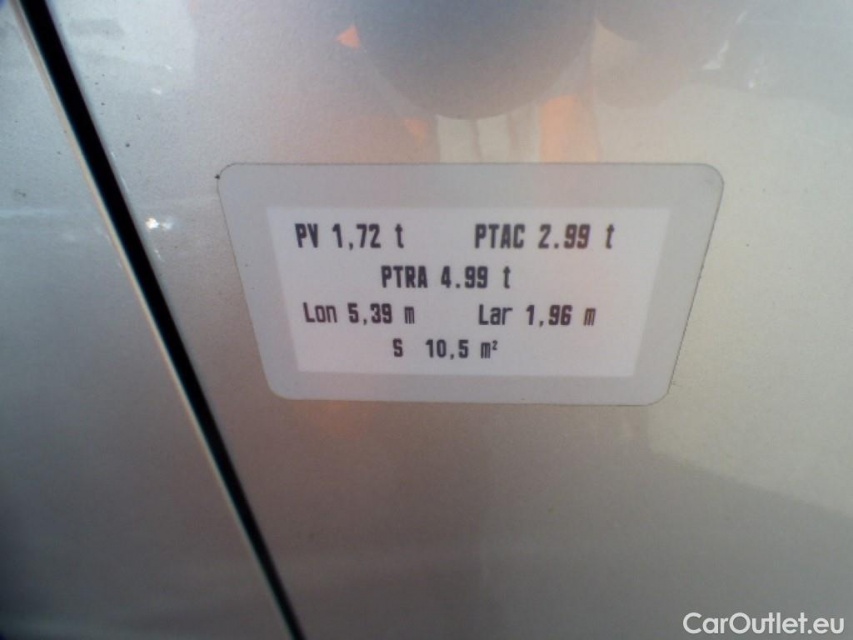 PV 1,72 t PTAC 2.99 t
PTRA 4.99 t
Lon 5,39 m Lar 1,96 m
S 10,5 m²
CarOutlet.eu